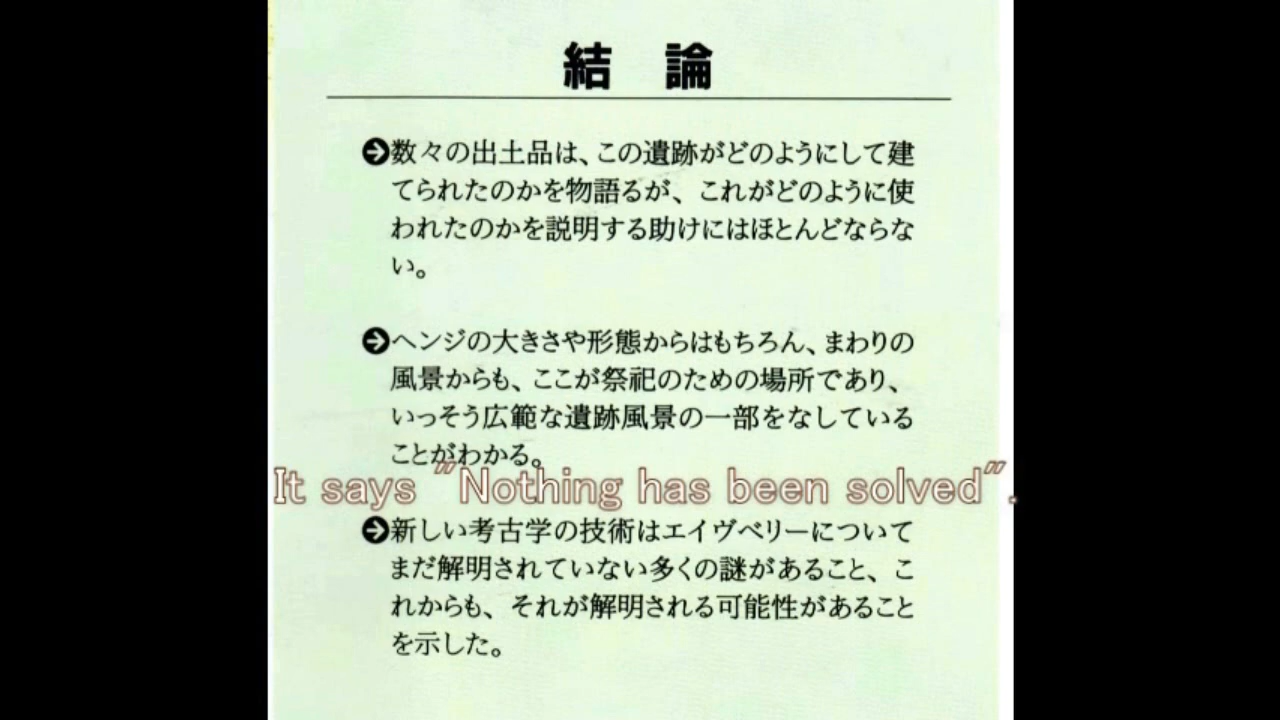 結 論
➔数々の出土品は、この遺跡がどのようにして建
てられたのかを物語るが、これがどのように使
われたのかを説明する助けにはほとんどならな
い。
➔ヘンジの大きさや形態からはもちろん、まわりの
風景からも、ここが祭祀のための場所であり、
いっそう広範な遺跡風景の一部をなしている
ことがわかる。
It says "Nothing has been solved".
➔新しい考古学の技術はエイヴベリーについて
まだ解明されていない多くの謎があること、こ
れからも、それが解明される可能性があること
を示した。